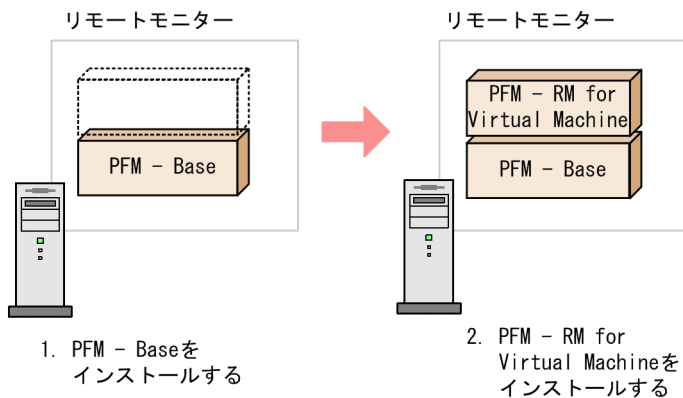 リモートモニター
PFM - Base
1. PFM - Baseを
インストールする
リモートモニター
PFM - RM for
Virtual Machine
PFM - Base
2. PFM - RM for
Virtual Machineを
インストールする